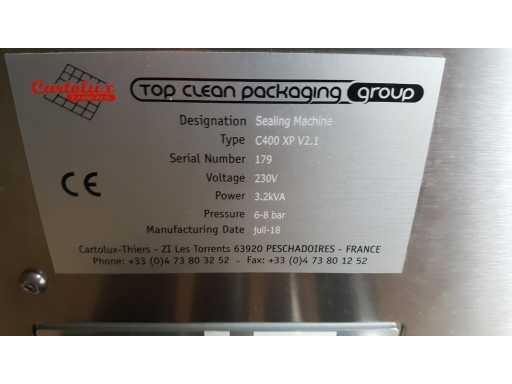 Cartolux
THIERS
TOP CLEAN PACKAGING group
Designation Sealing Machine
Type C400 XP V2.1
Serial Number 179
Voltage 230V
Power 3.2kVA
Pressure 6-8 bar
Manufacturing Date juil-18
CE
Cartolux-Thiers - ZI Les Torrents 63920 PESCHADOIRES - FRANCE
Phone: +33 (0)4 73 80 32 52 - Fax: +33 (0)4 73 80 12 52